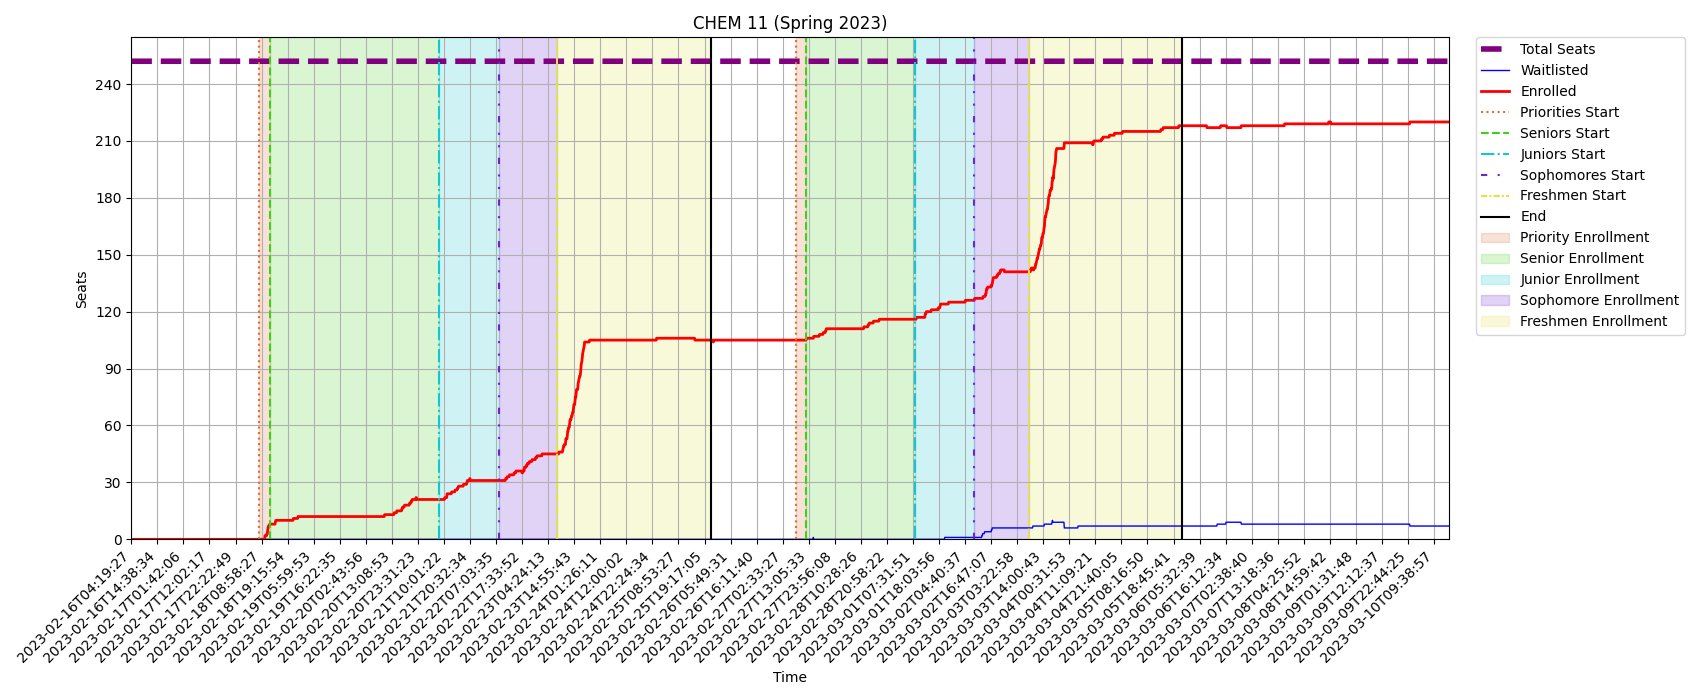 CHEM 11 (Spring 2023)
Seats
240
210
180
150
120
90
60
30
0
2023-02-16T04:19:27
2023-02-16T14:38:34
2023-02-17T01:42:06
2023-02-17T12:02:17
2023-02-17T22:22:49
2023-02-18T08:58:27
2023-02-18T19:15:54
2023-02-19T05:59:53
2023-02-19T16:22:35
2023-02-20T02:43:56
2023-02-20T13:08:53
2023-02-20T23:31:23
2023-02-21T10:01:22
2023-02-21T20:32:34
2023-02-22T07:03:35
2023-02-22T17:33:52
2023-02-23T04:24:13
2023-02-23T14:55:43
2023-02-24T01:26:11
2023-02-24T12:00:02
2023-02-24T22:24:34
2023-02-25T08:53:27
2023-02-25T19:17:05
2023-02-26T05:49:31
2023-02-26T16:11:40
2023-02-27T02:33:27
2023-02-27T13:05:33
2023-02-27T23:56:08
2023-02-28T10:28:26
2023-02-28T20:58:22
2023-03-01T07:31:51
2023-03-01T18:03:56
2023-03-02T04:40:37
2023-03-02T16:47:07
2023-03-03T03:22:58
2023-03-03T14:00:43
2023-03-04T00:31:53
2023-03-04T11:09:21
2023-03-04T21:40:05
2023-03-05T08:16:50
2023-03-05T18:45:41
2023-03-06T05:32:39
2023-03-06T16:12:34
2023-03-07T02:38:40
2023-03-07T13:18:36
2023-03-08T04:25:52
2023-03-08T14:59:42
2023-03-09T01:31:48
2023-03-09T12:12:37
2023-03-09T22:44:25
2023-03-10T09:38:57
Time
Total Seats
Waitlisted
Enrolled
Priorities Start
Seniors Start
Juniors Start
Sophomores Start
Freshmen Start
End
Priority Enrollment
Senior Enrollment
Junior Enrollment
Sophomore Enrollment
Freshmen Enrollment